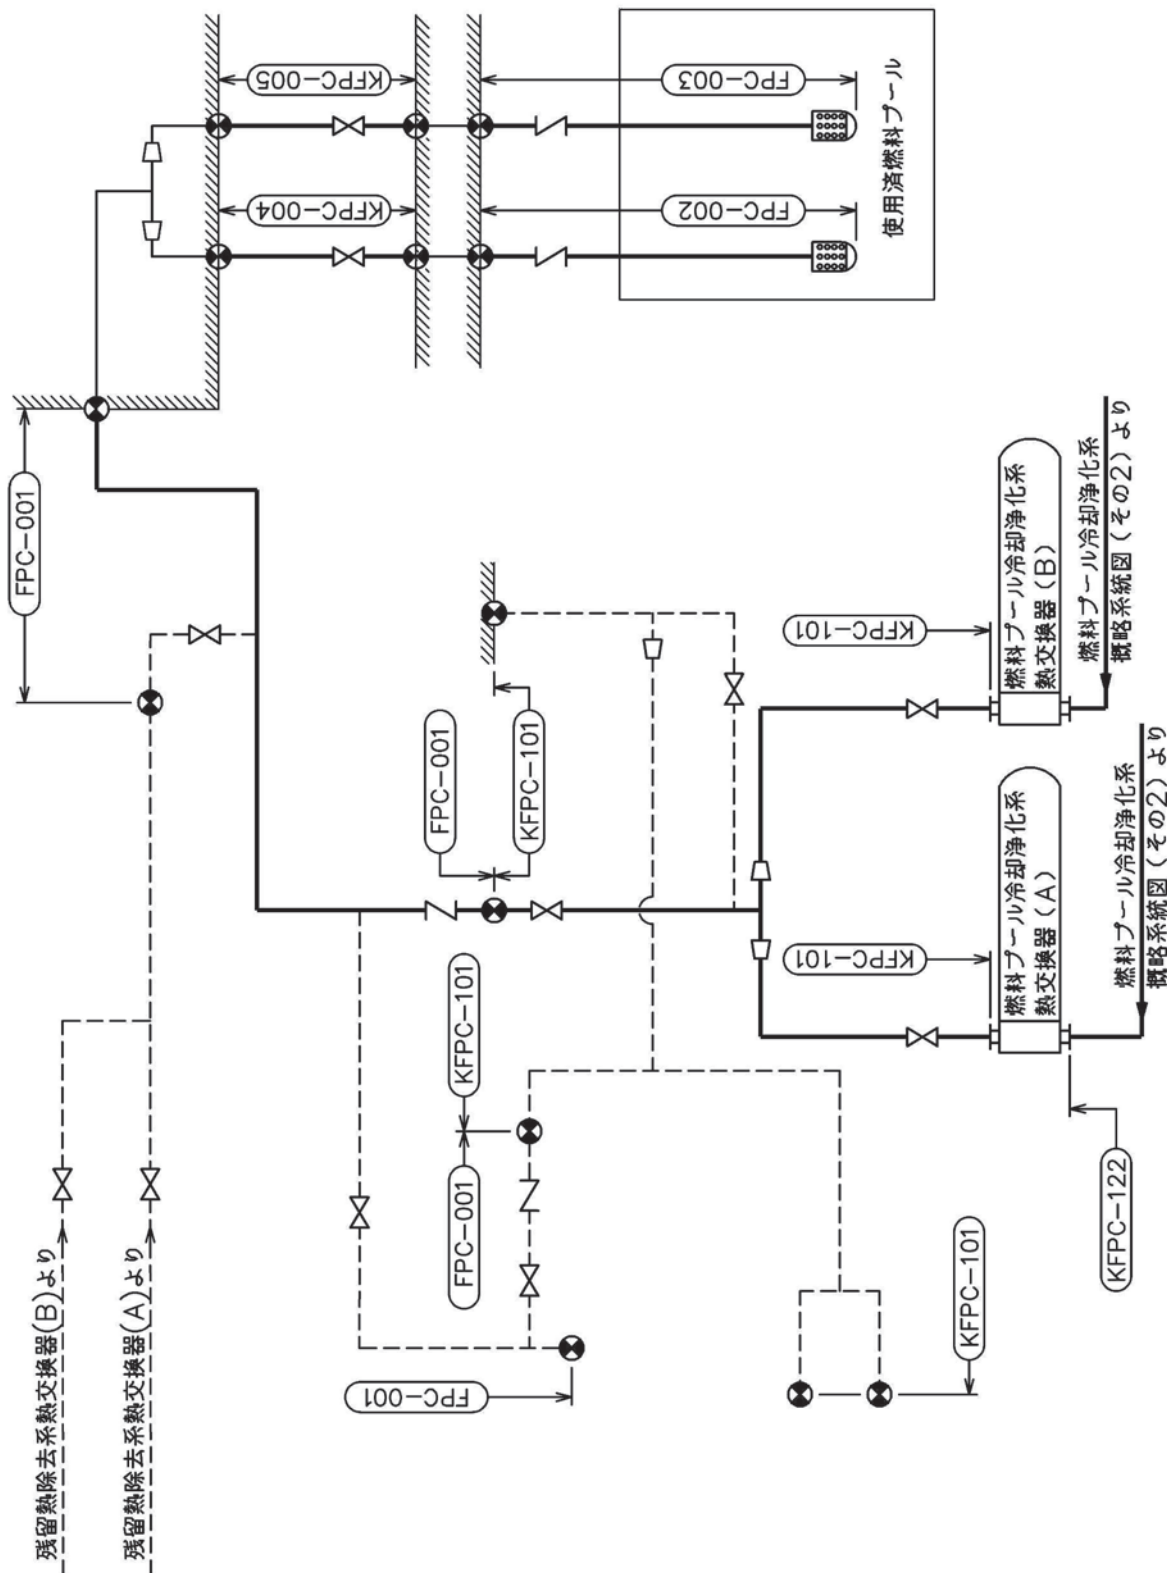 残留熱除去系熱交換器(B)より
残留熱除去系熱交換器(A)より
FPC-001
KFPC-005
KFPC-004
FPC-003
FPC-002
使用済燃料プール
FPC-001
KFPC-101
KFPC-101
FPC-001
FPC-001
KFPC-101
KFPC-101
KFPC-101
燃料プール冷却浄化系
熱交換器(B)
燃料プール冷却浄化系
熱交換器(A)
燃料プール冷却浄化系
概略系統図(その2)より
燃料プール冷却浄化系
概略系統図(その2)より
KFPC-122